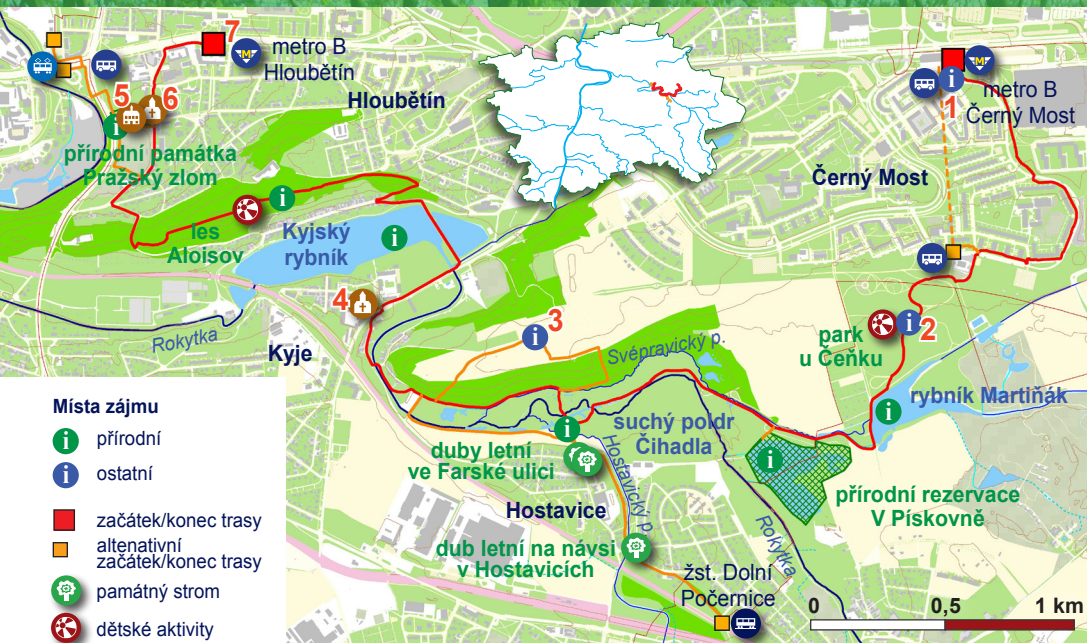 7
metro B
Hloubětín
Hloubětín
5
6
přírodní památka
Pražský zlom
les
Aloisov
Kyjský
rybník
4
Rokytka
Kyje
1
metro B
Černý Most
Černý Most
3
Svépravický p.
park
u Čeňku
2
rybník Martiňák
suchý poldr
Čihadla
duby letní
ve Farské ulici
Hostavický p.
Hostavice
přírodní rezervace
V Pískovně
Rokytka
dub letní na návsi
v Hostavicích
žst. Dolní
Počernice
0 0,5 1 km
Místa zájmu
i přírodní
i ostatní
začátek/konec trasy
altenativní
začátek/konec trasy
památný strom
dětské aktivity